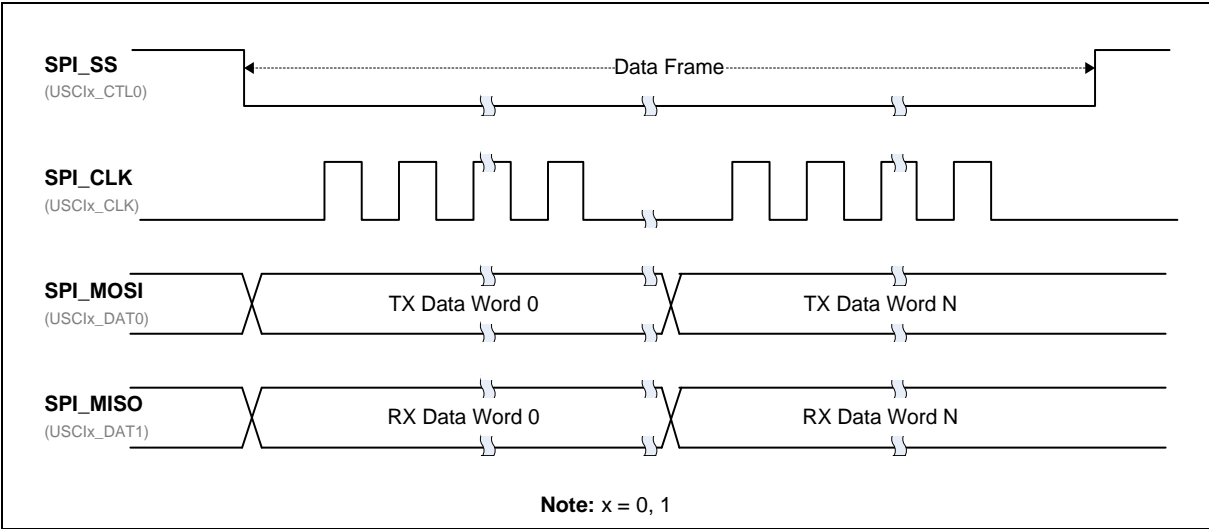 SPI_SS
(USCIx_CTL0)
Data Frame
SPI_CLK
(USCIx_CLK)
SPI_MOSI
(USCIx_DAT0)
TX Data Word 0
TX Data Word N
SPI_MISO
(USCIx_DAT1)
RX Data Word 0
RX Data Word N
Note: x = 0, 1